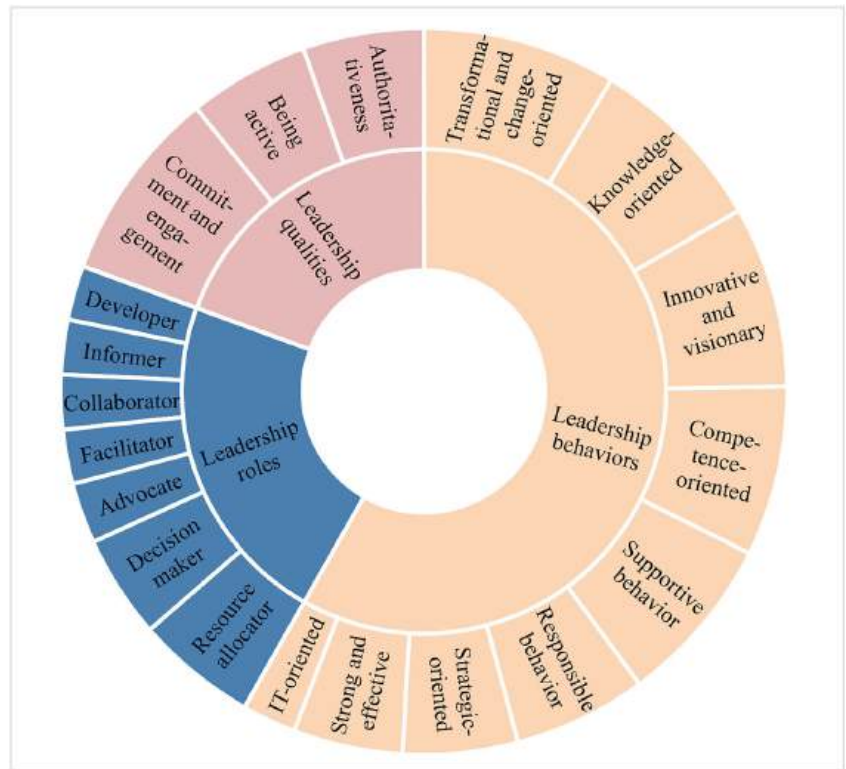 Leadership
behaviors
Transforma-
tional and
change-
oriented
Knowledge-
oriented
Innovative
and
visionary
Compe-
tence-
oriented
Supportive
behavior
Responsible
behavior
Strategic-
oriented
Strong and
effective
IT-oriented
Leadership
roles
Resource
allocator
Decision
maker
Advocate
Facilitator
Collaborator
Informer
Developer
Leadership
qualities
Commit-
ment and
enga-
gement
Being
active
Authorita-
tiveness